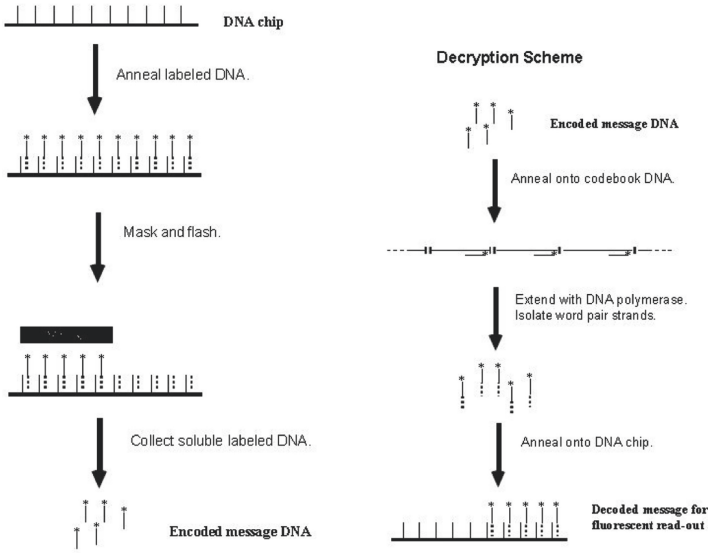 DNA chip
Anneal labeled DNA.
Mask and flash.
Collect soluble labeled DNA.
Encoded message DNA
Decryption Scheme
Encoded message DNA
Anneal onto codebook DNA.
Extend with DNA polymerase.
Isolate word pair strands.
Anneal onto DNA chip.
Decoded message for
fluorescent read-out